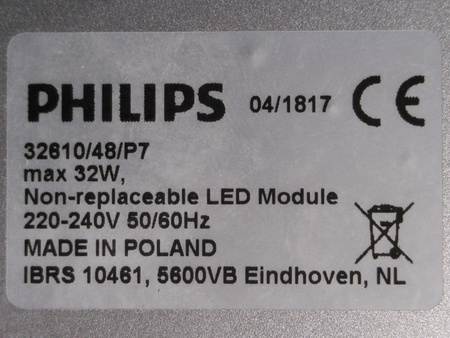 PHILIPS 04/1817 CE
32610/48/P7
max 32W,
Non-replaceable LED Module
220-240V 50/60Hz
MADE IN POLAND
IBRS 10461, 5600VB Eindhoven, NL